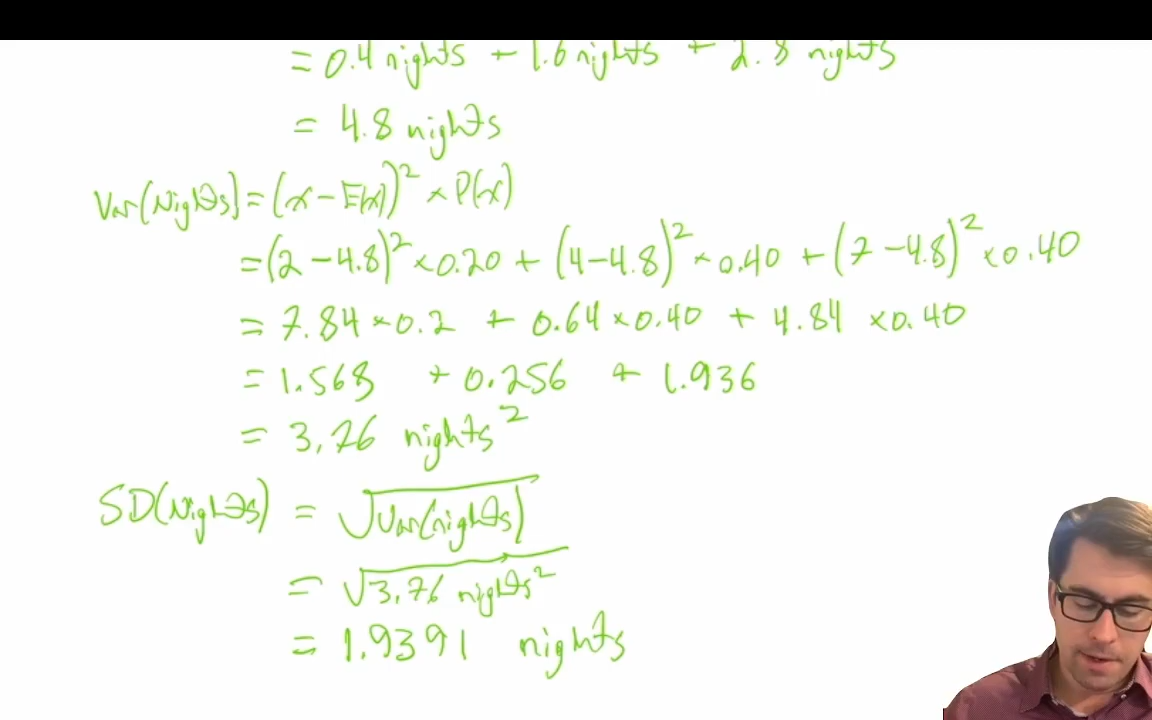 = 0.4 nights + 1.6 nights + 2.8 nights
= 4.8 nights
Var(Nights) = (x - E(x))² × P(x)
= (2 - 4.8)² × 0.20 + (4 - 4.8)² × 0.40 + (7 - 4.8)² × 0.40
= 7.84 × 0.2 + 0.64 × 0.40 + 4.84 × 0.40
= 1.568 + 0.256 + 1.936
= 3.76 nights²
SD(Nights) = √Var(nights)
= √3.76 nights²
= 1.9391 nights